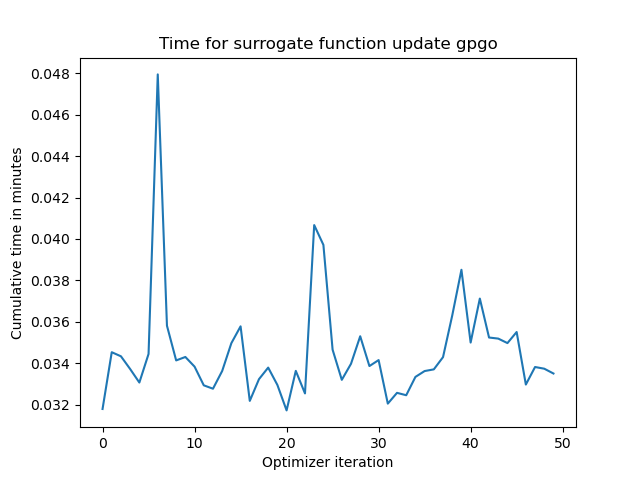 Time for surrogate function update gpgo
Cumulative time in minutes
0.048
0.046
0.044
0.042
0.040
0.038
0.036
0.034
0.032
0 10 20 30 40 50
Optimizer iteration